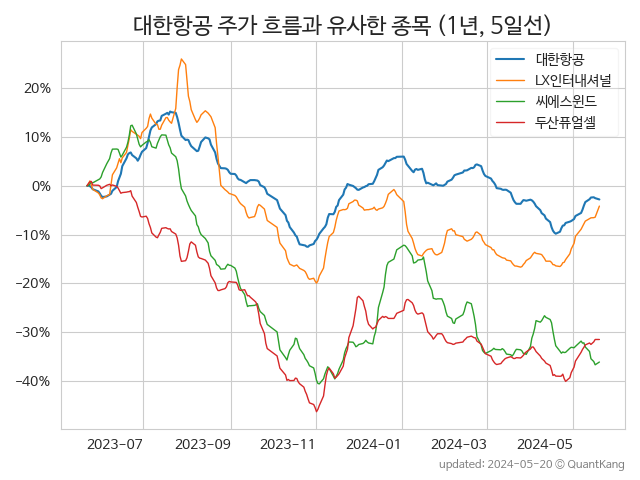 대한항공 주가 흐름과 유사한 종목 (1년, 5일선)
대한항공
LX인터내셔널
씨에스윈드
두산퓨얼셀
20%
10%
0%
−10%
−20%
−30%
−40%
2023-07
2023-09
2023-11
2024-01
2024-03
2024-05
updated: 2024-05-20 © QuantKang